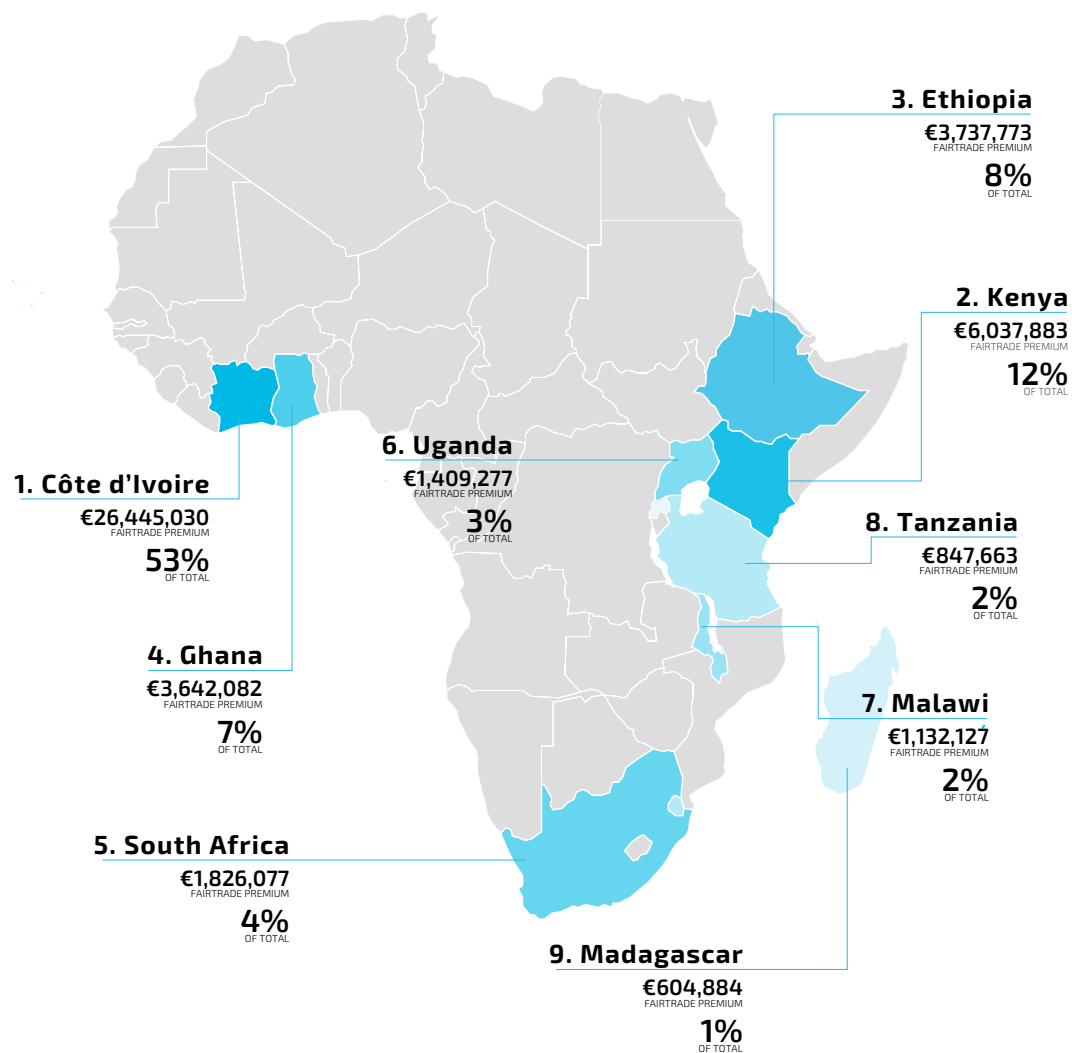 3. Ethiopia
€3,737,773
FAIRTRADE PREMIUM
8%
OF TOTAL
2. Kenya
€6,037,883
FAIRTRADE PREMIUM
12%
OF TOTAL
6. Uganda
€1,409,277
FAIRTRADE PREMIUM
3%
OF TOTAL
1. Côte d’Ivoire
€26,445,030
FAIRTRADE PREMIUM
53%
OF TOTAL
8. Tanzania
€847,663
FAIRTRADE PREMIUM
2%
OF TOTAL
4. Ghana
€3,642,082
FAIRTRADE PREMIUM
7%
OF TOTAL
7. Malawi
€1,132,127
FAIRTRADE PREMIUM
2%
OF TOTAL
5. South Africa
€1,826,077
FAIRTRADE PREMIUM
4%
OF TOTAL
9. Madagascar
€604,884
FAIRTRADE PREMIUM
1%
OF TOTAL